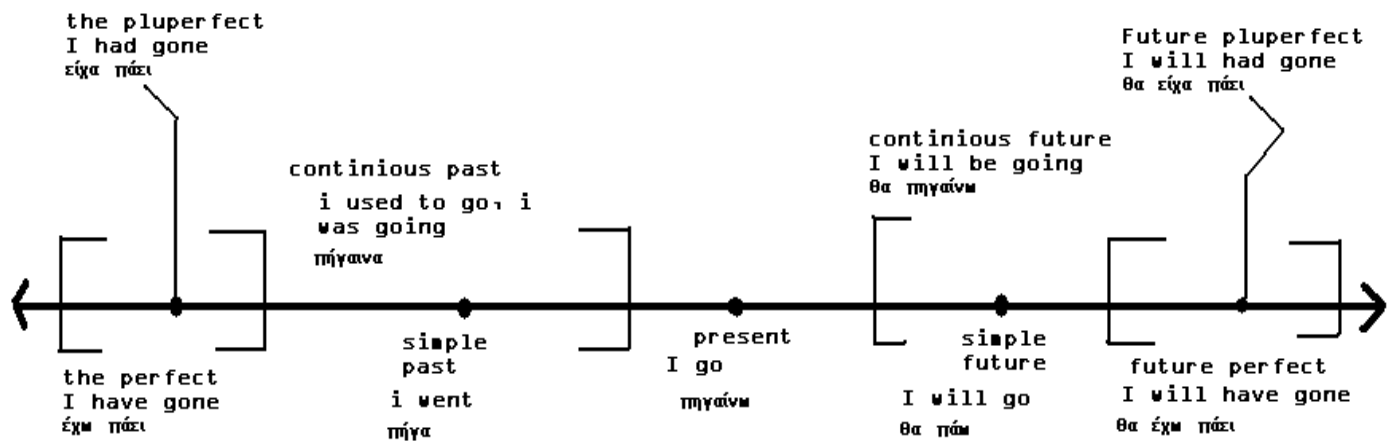 the pluperfect
I had gone
είχα πάει
Future pluperfect
I will had gone
θα είχα πάει
continious past
i used to go, i
was going
πήγαινα
continious future
I will be going
θα πηγαίνω
the perfect
I have gone
έχω πάει
simple
past
i went
πήγα
present
I go
πηγαίνω
simple
future
I will go
θα πάω
future perfect
I will have gone
θα έχω πάει